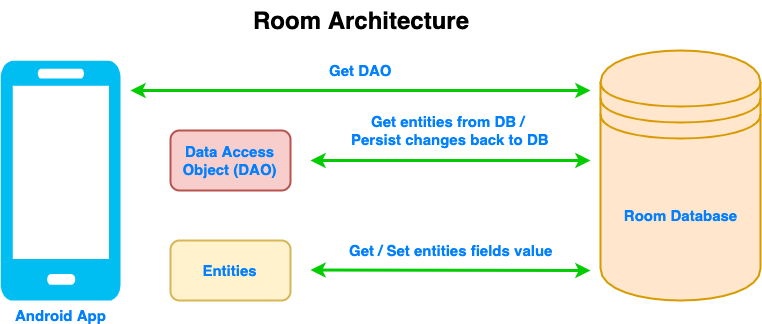 Room Architecture
Get DAO
Get entities from DB /
Persist changes back to DB
Data Access
Object (DAO)
Room Database
Get / Set entities fields value
Entities
Android App